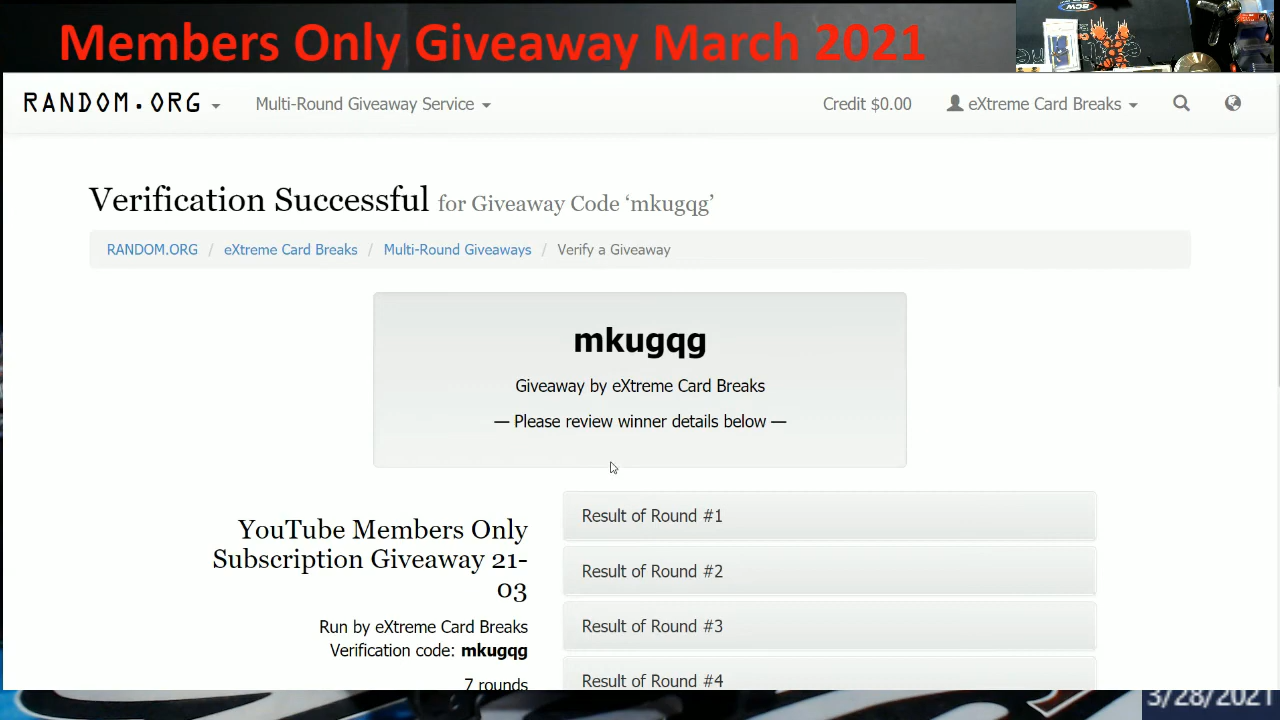 Members Only Giveaway March 2021
RANDOM.ORG Multi-Round Giveaway Service Credit $0.00 eXtreme Card Breaks
Verification Successful for Giveaway Code ‘mkugqg’
RANDOM.ORG / eXtreme Card Breaks / Multi-Round Giveaways / Verify a Giveaway
mkugqg
Giveaway by eXtreme Card Breaks
— Please review winner details below —
YouTube Members Only
Subscription Giveaway 21-
03
Run by eXtreme Card Breaks
Verification code: mkugqg
7 rounds
Result of Round #1
Result of Round #2
Result of Round #3
Result of Round #4
3/28/2021